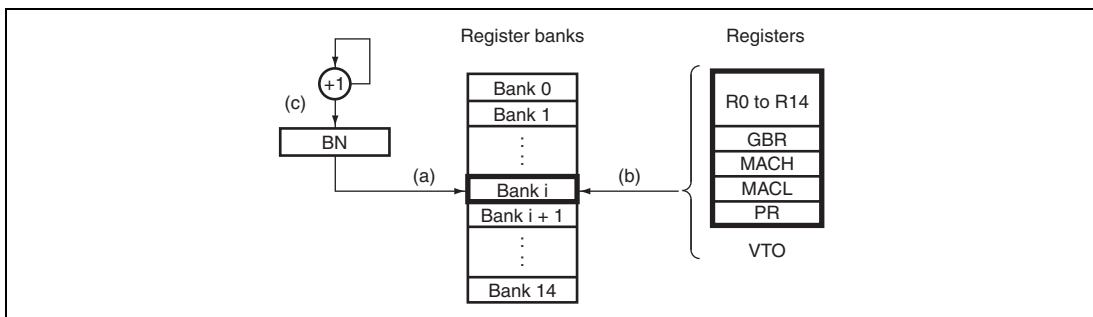 Register banks
Registers
+1
(c)
BN
(a)
Bank 0
Bank 1
Bank i
Bank i + 1
Bank 14
(b)
R0 to R14
GBR
MACH
MACL
PR
VTO